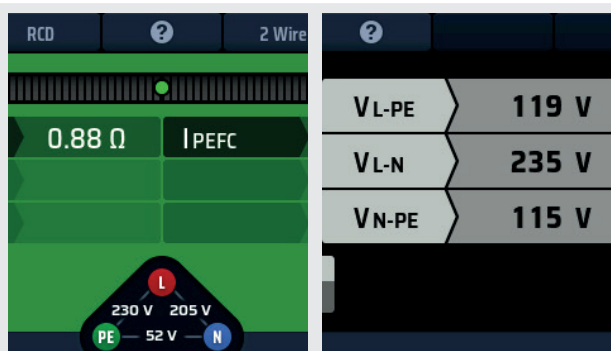 RCD ? 2 Wire
0.88 Ω IPEFC
L
230 V 205 V
PE 52 V N
?
VL-PE 119 V
VL-N 235 V
VN-PE 115 V